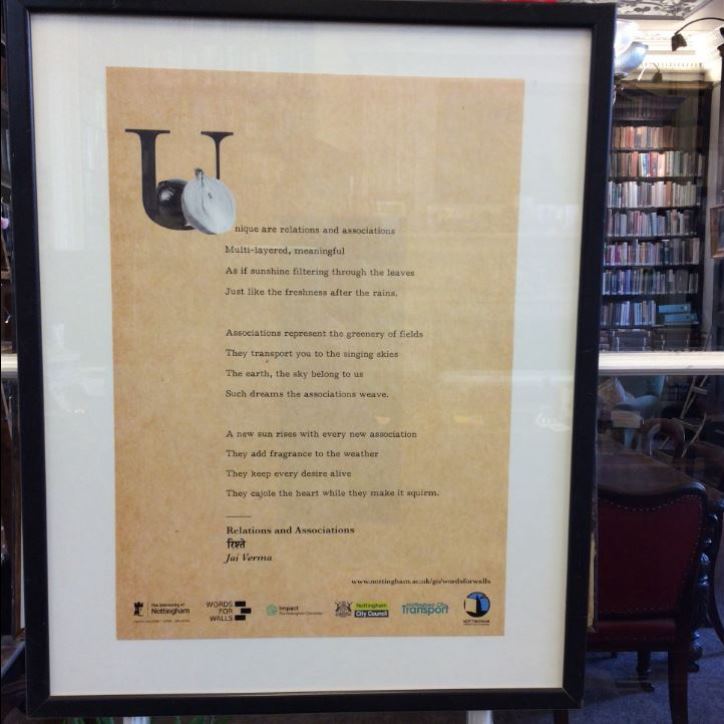 Unique are relations and associations
Multi-layered, meaningful
As if sunshine filtering through the leaves
Just like the freshness after the rains.
Associations represent the greenery of fields
They transport you to the singing skies
The earth, the sky belong to us
Such dreams the associations weave.
A new sun rises with every new association
They add fragrance to the weather
They keep every desire alive
They cajole the heart while they make it squirm.
Relations and Associations
रिश्ते
Jai Verma
www.nottingham.ac.uk/go/wordsforwalls
The University of
Nottingham
WORDS
FOR
WALLS
Impact
Nottingham
City Council
Nottingham City
Transport
NOTTINGHAM